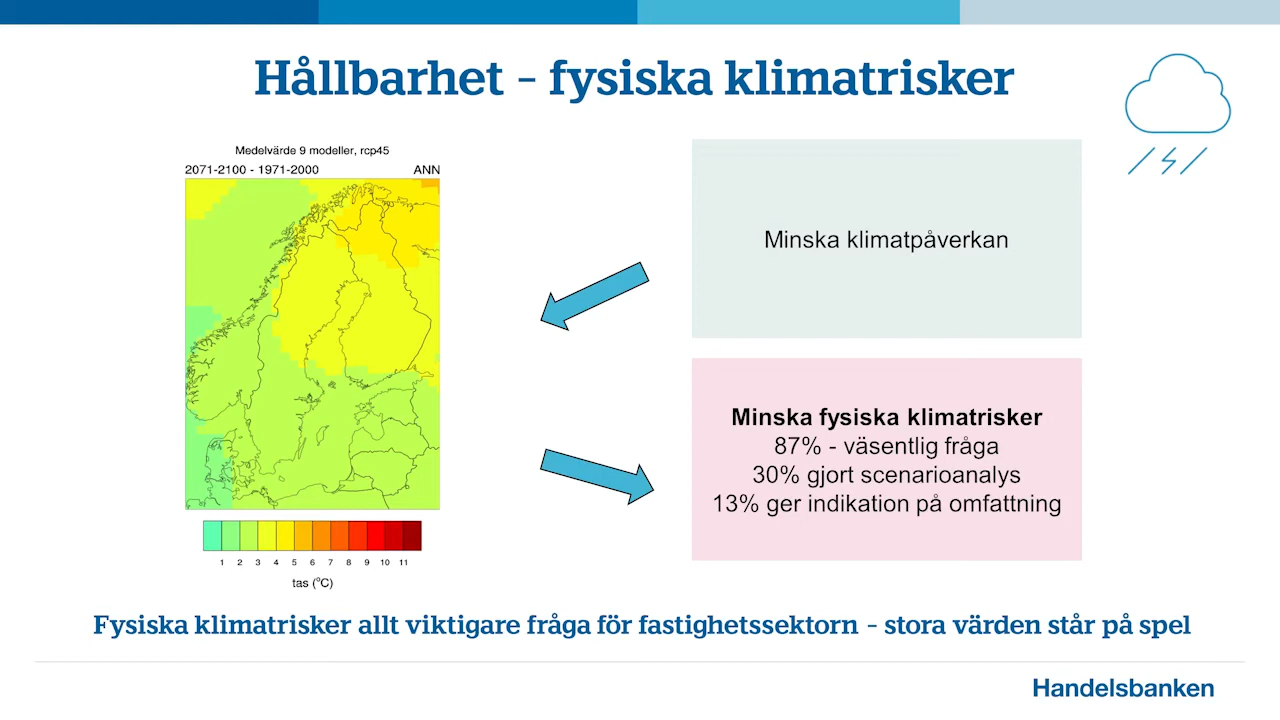 Hållbarhet – fysiska klimatrisker
Medelvärde 9 modeller, rcp45
2071-2100 - 1971-2000 ANN
1 2 3 4 5 6 7 8 9 10 11
tas (°C)
Minska klimatpåverkan
Minska fysiska klimatrisker
87% - väsentlig fråga
30% gjort scenarioanalys
13% ger indikation på omfattning
Fysiska klimatrisker allt viktigare fråga för fastighetssektorn – stora värden står på spel
Handelsbanken